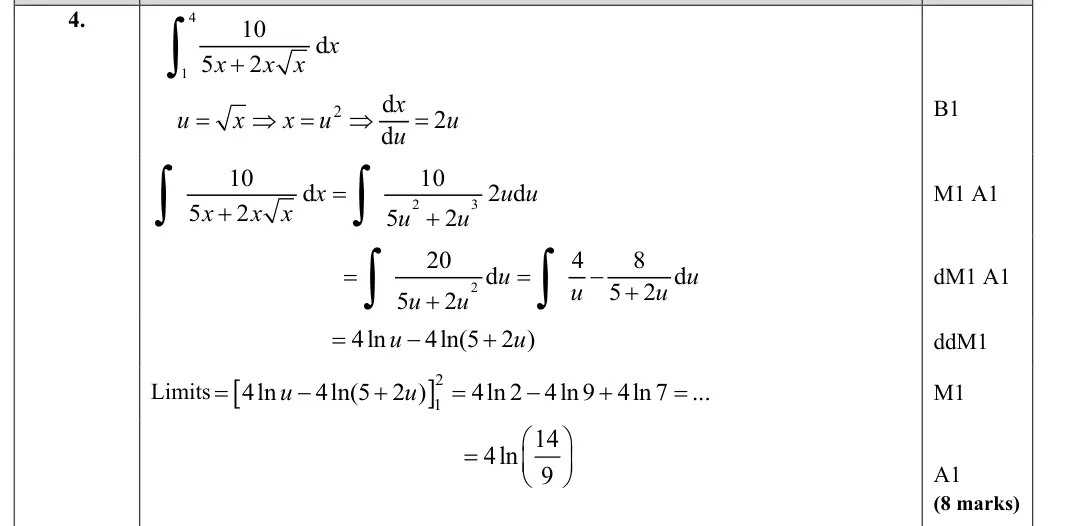 4.
∫₁⁴ 10/(5x + 2x√x) dx
u = √x ⇒ x = u² ⇒ dx/du = 2u B1
∫ 10/(5x + 2x√x) dx = ∫ 10/(5u² + 2u³) 2udu M1 A1
= ∫ 20/(5u + 2u²) du = ∫ 4/u − 8/(5 + 2u) du dM1 A1
= 4 ln u − 4 ln(5 + 2u) ddM1
Limits = [4 ln u − 4 ln(5 + 2u)]₁² = 4 ln 2 − 4 ln 9 + 4 ln 7 = ... M1
= 4 ln(14/9)
A1
(8 marks)